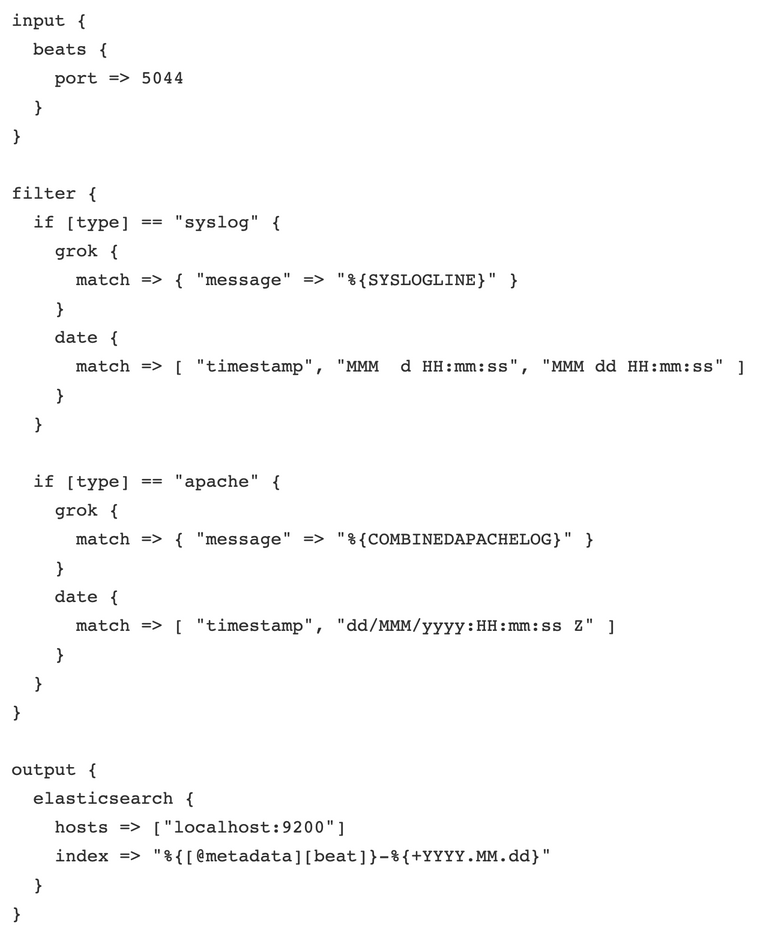 input {
  beats {
    port => 5044
  }
}

filter {
  if [type] == "syslog" {
    grok {
      match => { "message" => "%{SYSLOGLINE}" }
    }
    date {
      match => [ "timestamp", "MMM  d HH:mm:ss", "MMM dd HH:mm:ss" ]
    }
  }

  if [type] == "apache" {
    grok {
      match => { "message" => "%{COMBINEDAPACHELOG}" }
    }
    date {
      match => [ "timestamp", "dd/MMM/yyyy:HH:mm:ss Z" ]
    }
  }
}

output {
  elasticsearch {
    hosts => ["localhost:9200"]
    index => "%{[@metadata][beat]}-%{+YYYY.MM.dd}"
  }
}